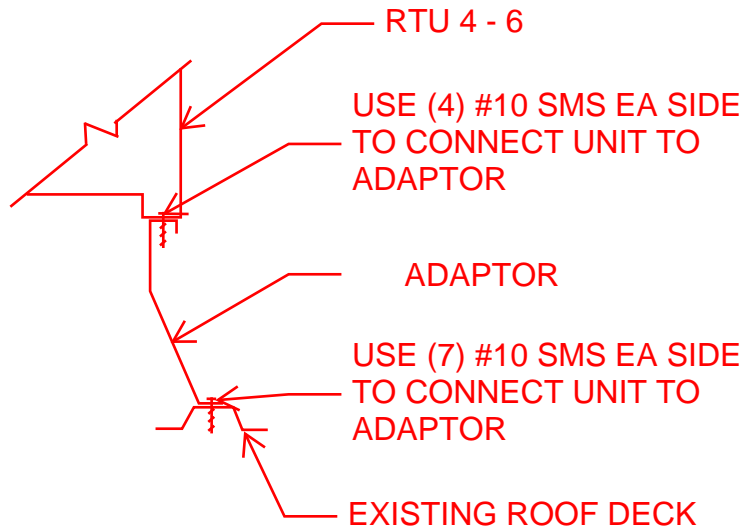 RTU 4 - 6
USE (4) #10 SMS EA SIDE
TO CONNECT UNIT TO
ADAPTOR
ADAPTOR
USE (7) #10 SMS EA SIDE
TO CONNECT UNIT TO
ADAPTOR
EXISTING ROOF DECK